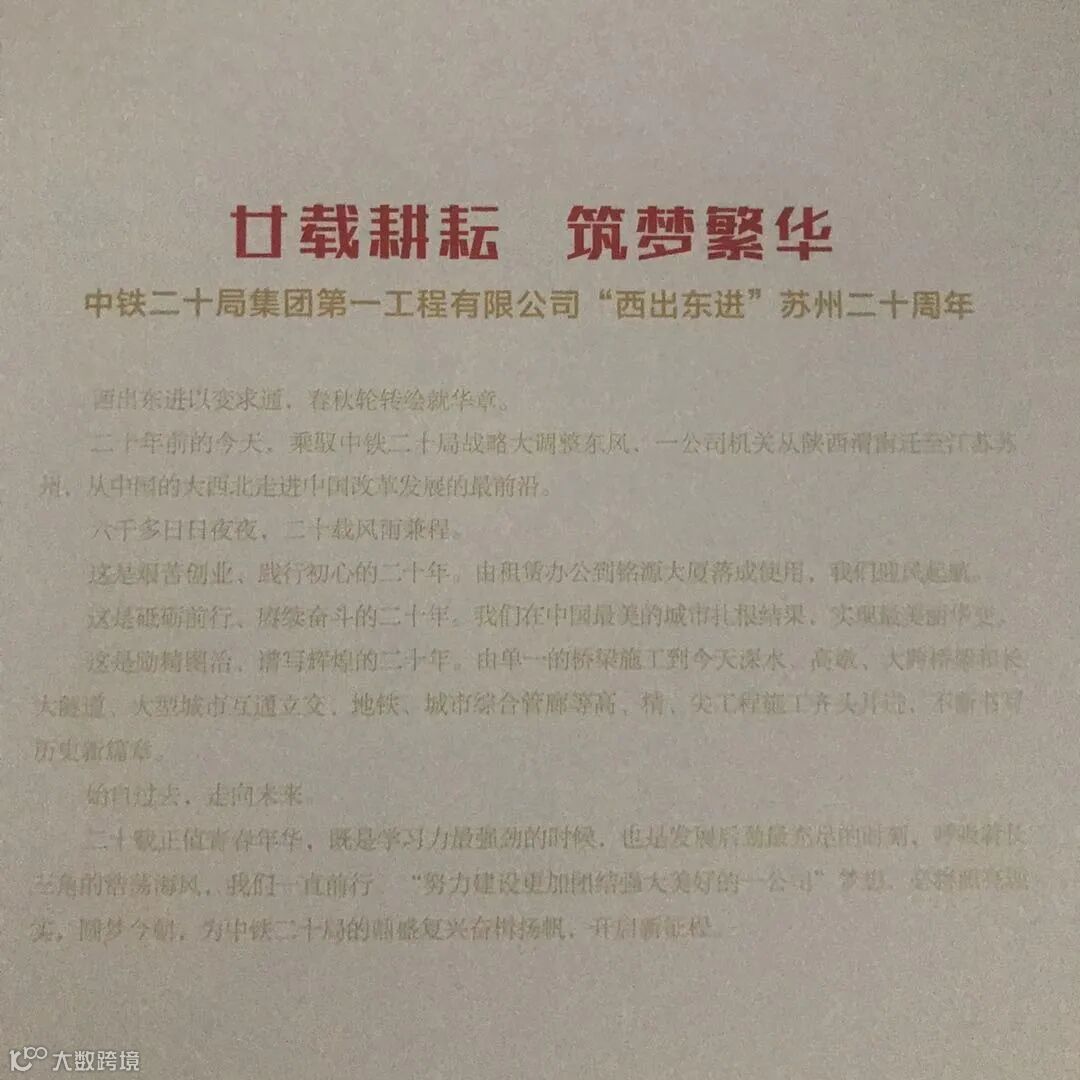 廿载耕耘 筑梦繁华
中铁二十局集团第一工程有限公司“西出东进”苏州二十周年
西出东进以变求通，春秋轮转绘就华章。
二十年前的今天，乘驭中铁二十局战略大调整东风，一公司机关从陕西渭南迁至江苏苏
州，从中国的大西北走进中国改革发展的最前沿。
六千多日日夜夜，二十载风雨兼程。
这是艰苦创业、践行初心的二十年。由租赁办公到铭源大厦落成使用，我们迎风起航。
这是砥砺前行、赓续奋斗的二十年。我们在中国最美的城市扎根结果，实现最美丽华变。
这是励精图治、谱写辉煌的二十年。由单一的桥梁施工到今天深水、高墩、大跨桥梁和长
大隧道、大型城市互通立交、地铁、城市综合管廊等高、精、尖工程施工齐头并进，不断书写
历史新篇章。
始自过去，走向未来。
二十载正值青春年华，既是学习力最强劲的时候，也是发展后劲最充足的时刻，呼吸着长
三角的浩荡海风，我们一直前行，“努力建设更加团结强大美好的一公司”梦想，必将照亮现
实，圆梦今朝，为中铁二十局的鼎盛复兴奋楫扬帆，开启新征程。
大数跨境